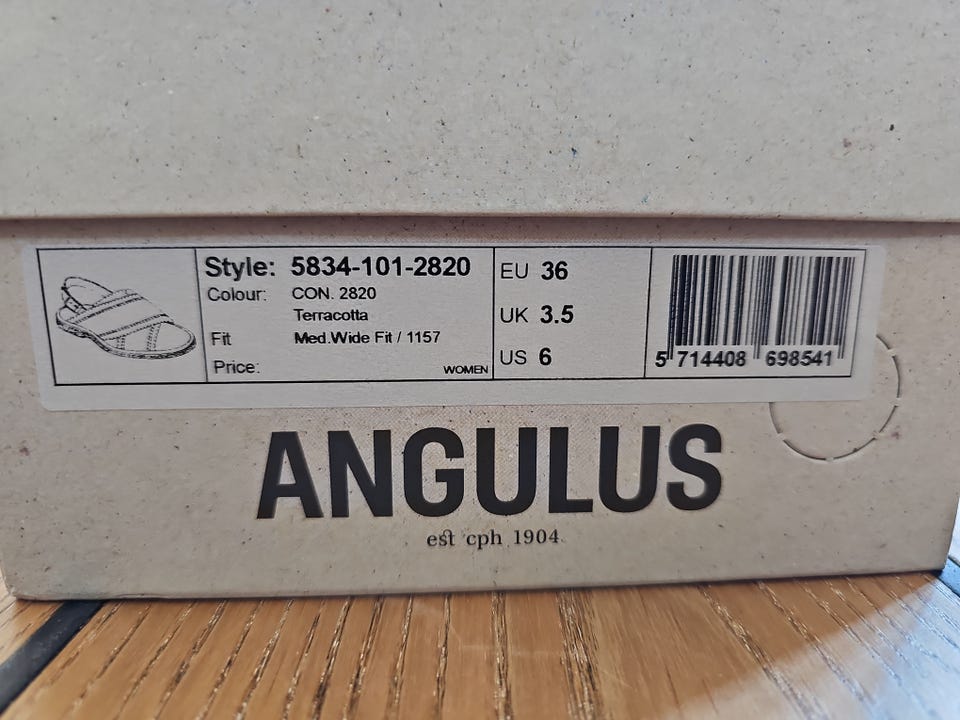 Style: 5834-101-2820
Colour: CON. 2820
Terracotta
Fit Med.Wide Fit / 1157
Price:
WOMEN
EU 36
UK 3.5
US 6
5 714408 698541
ANGULUS
est cph 1904